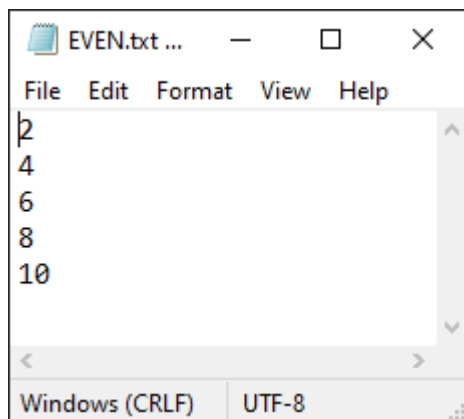 EVEN.txt ...
File Edit Format View Help
2
4
6
8
10
Windows (CRLF) UTF-8